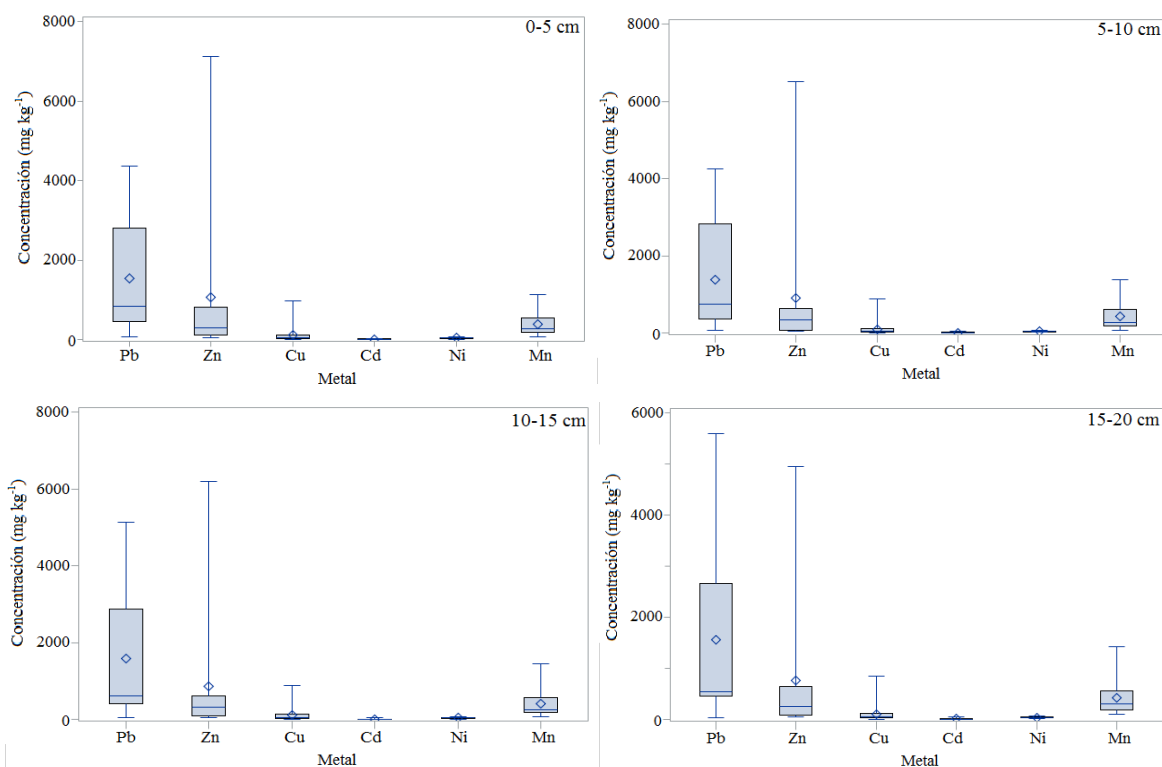 0-5 cm
Concentración (mg kg⁻¹)
8000
6000
4000
2000
0
Pb Zn Cu Cd Ni Mn
Metal
5-10 cm
Concentración (mg kg⁻¹)
8000
6000
4000
2000
0
Pb Zn Cu Cd Ni Mn
Metal
10-15 cm
Concentración (mg kg⁻¹)
8000
6000
4000
2000
0
Pb Zn Cu Cd Ni Mn
Metal
15-20 cm
Concentración (mg kg⁻¹)
6000
4000
2000
0
Pb Zn Cu Cd Ni Mn
Metal